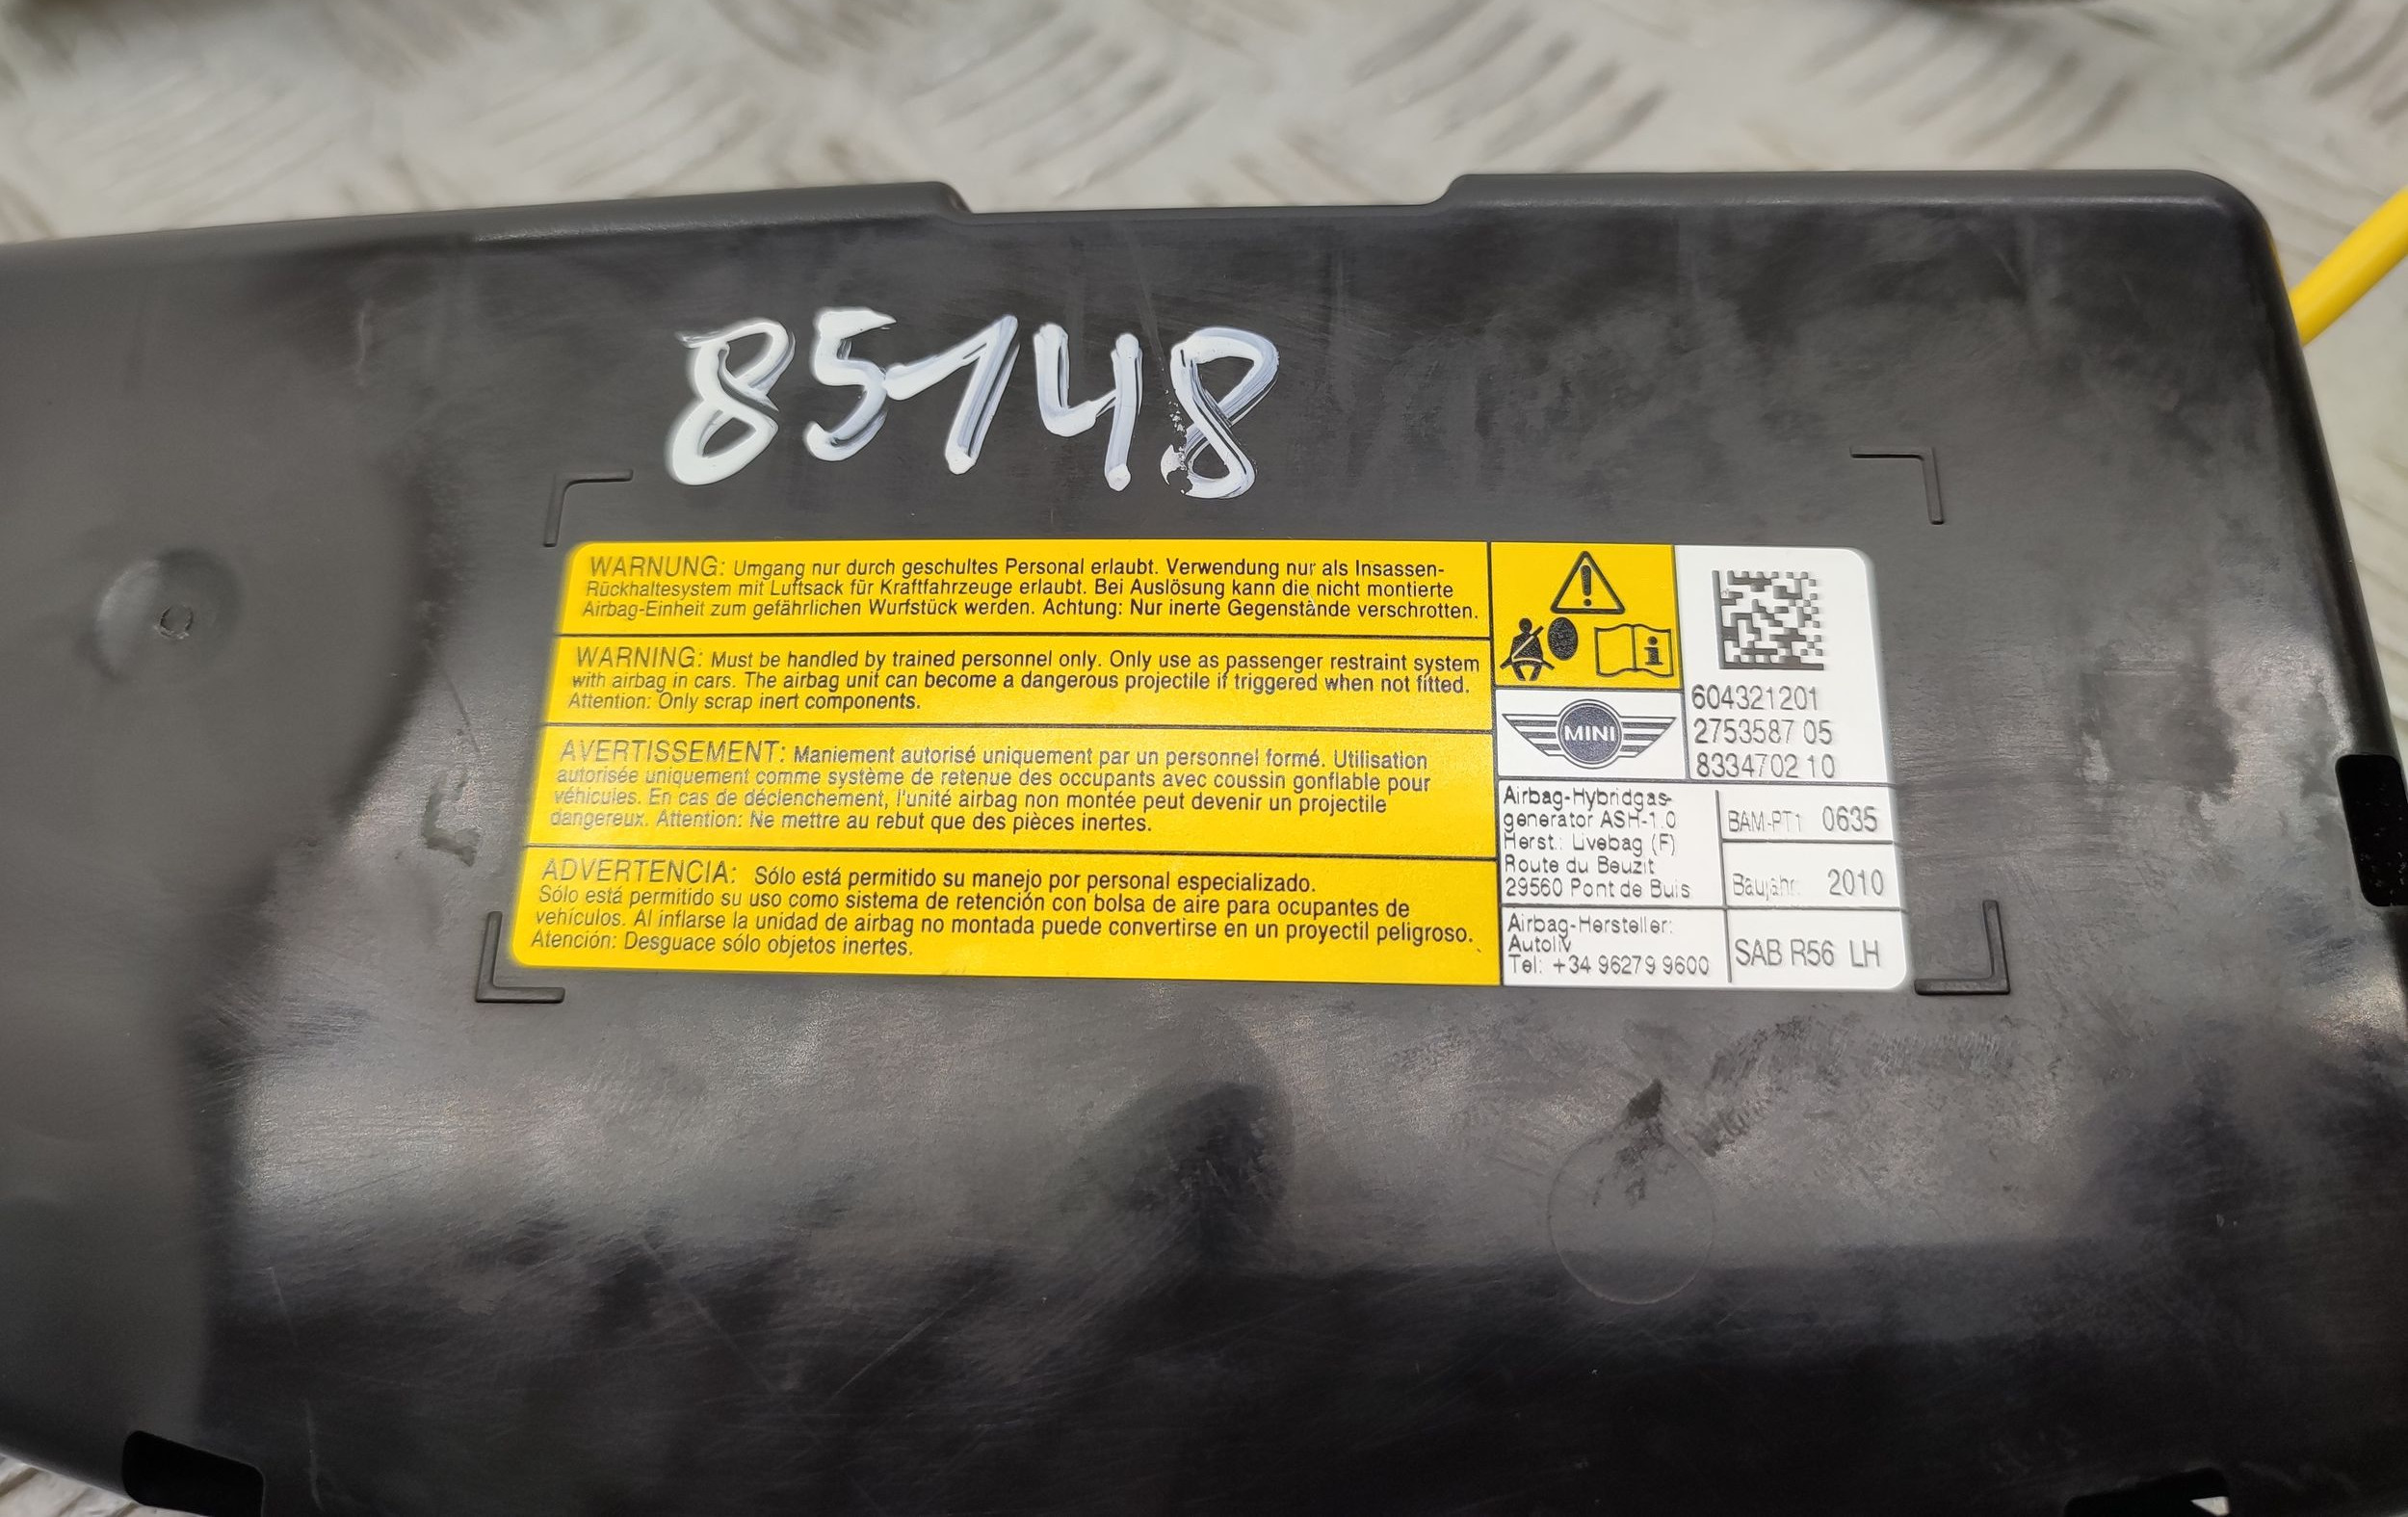 85148
WARNUNG: Umgang nur durch geschultes Personal erlaubt. Verwendung nur als Insassen-
Rückhaltesystem mit Luftsack für Kraftfahrzeuge erlaubt. Bei Auslösung kann die nicht montierte
Airbag-Einheit zum gefährlichen Wurfstück werden. Achtung: Nur inerte Gegenstände verschrotten.
WARNING: Must be handled by trained personnel only. Only use as passenger restraint system
with airbag in cars. The airbag unit can become a dangerous projectile if triggered when not fitted.
Attention: Only scrap inert components.
AVERTISSEMENT: Maniement autorisé uniquement par un personnel formé. Utilisation
autorisée uniquement comme système de retenue des occupants avec coussin gonflable pour
véhicules. En cas de déclenchement, l'unité airbag non montée peut devenir un projectile
dangereux. Attention: Ne mettre au rebut que des pièces inertes.
ADVERTENCIA: Sólo está permitido su manejo por personal especializado.
Sólo está permitido su uso como sistema de retención con bolsa de aire para ocupantes de
vehículos. Al inflarse la unidad de airbag no montada puede convertirse en un proyectil peligroso.
Atención: Desguace sólo objetos inertes.
MINI
604321201
2753587 05
8334702 10
Airbag-Hybridgas-
generator ASH-1.0
Herst.: Livebag (F)
Route du Beuzit
29560 Pont de Buis
BAM-PT1 0635
Baujahr: 2010
Airbag-Hersteller:
Autoliv
Tel: +34 96279 9600
SAB R56 LH